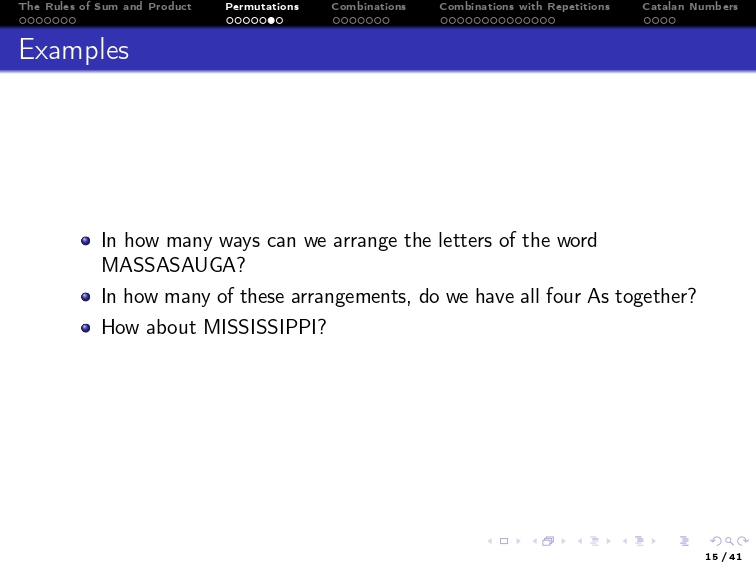 The Rules of Sum and Product Permutations Combinations Combinations with Repetitions Catalan Numbers
Examples
In how many ways can we arrange the letters of the word
MASSASAUGA?
In how many of these arrangements, do we have all four As together?
How about MISSISSIPPI?
15 / 41